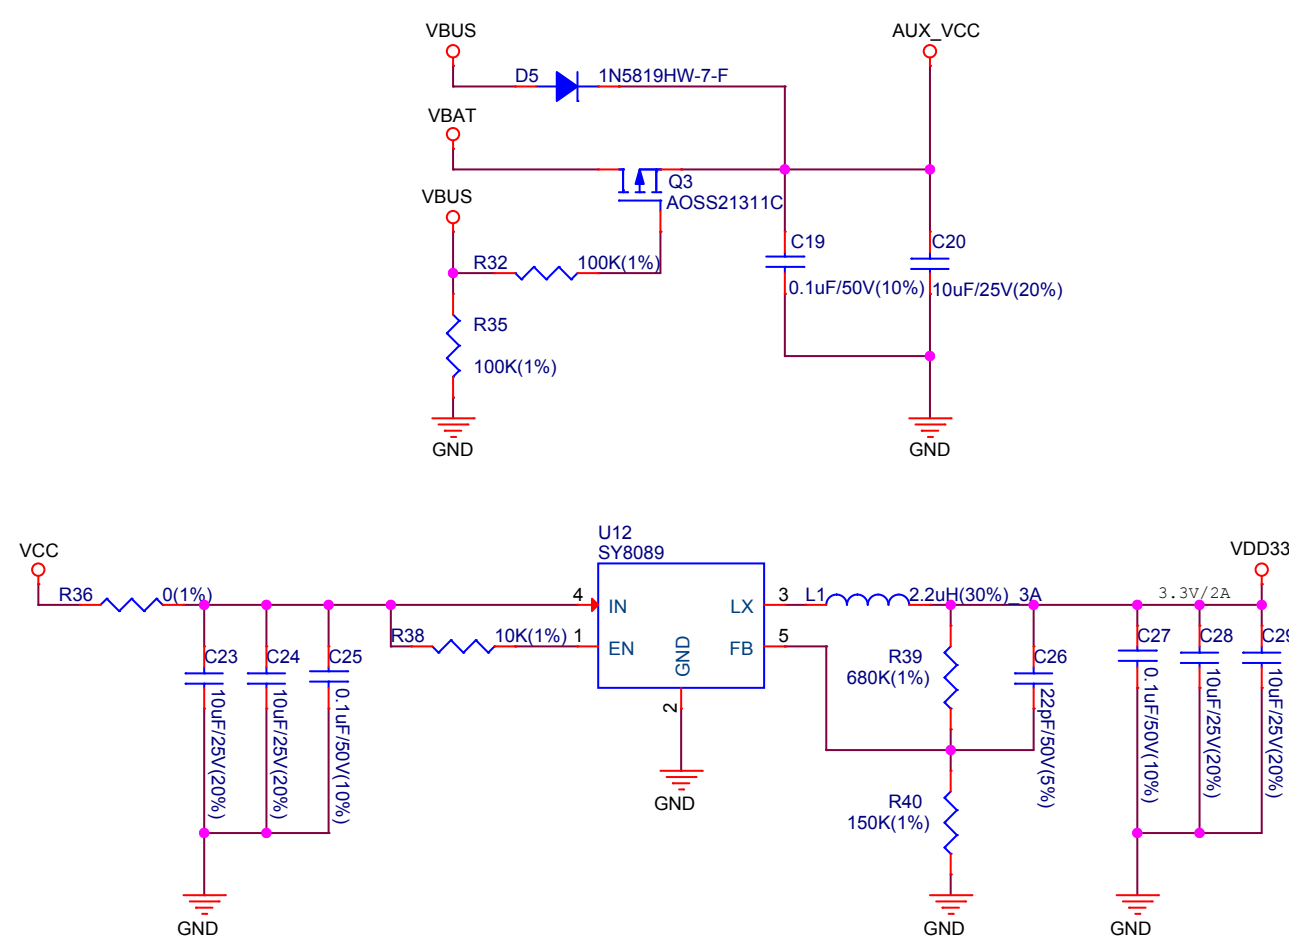 VBUS
AUX_VCC
D5
1N5819HW-7-F
VBAT
Q3
AOSS21311C
VBUS
R32
100K(1%)
C19
0.1uF/50V(10%)
C20
10uF/25V(20%)
R35
100K(1%)
GND
GND
U12
SY8089
VCC
VDD33
R36
0(1%)
4
IN
LX
3
L1
2.2uH(30%)_3A
3.3V/2A
R38
10K(1%)
1
EN
GND
FB
5
2
C23
10uF/25V(20%)
C24
10uF/25V(20%)
C25
0.1uF/50V(10%)
R39
680K(1%)
C26
22pF/50V(5%)
C27
0.1uF/50V(10%)
C28
10uF/25V(20%)
C29
10uF/25V(20%)
GND
R40
150K(1%)
GND
GND
GND